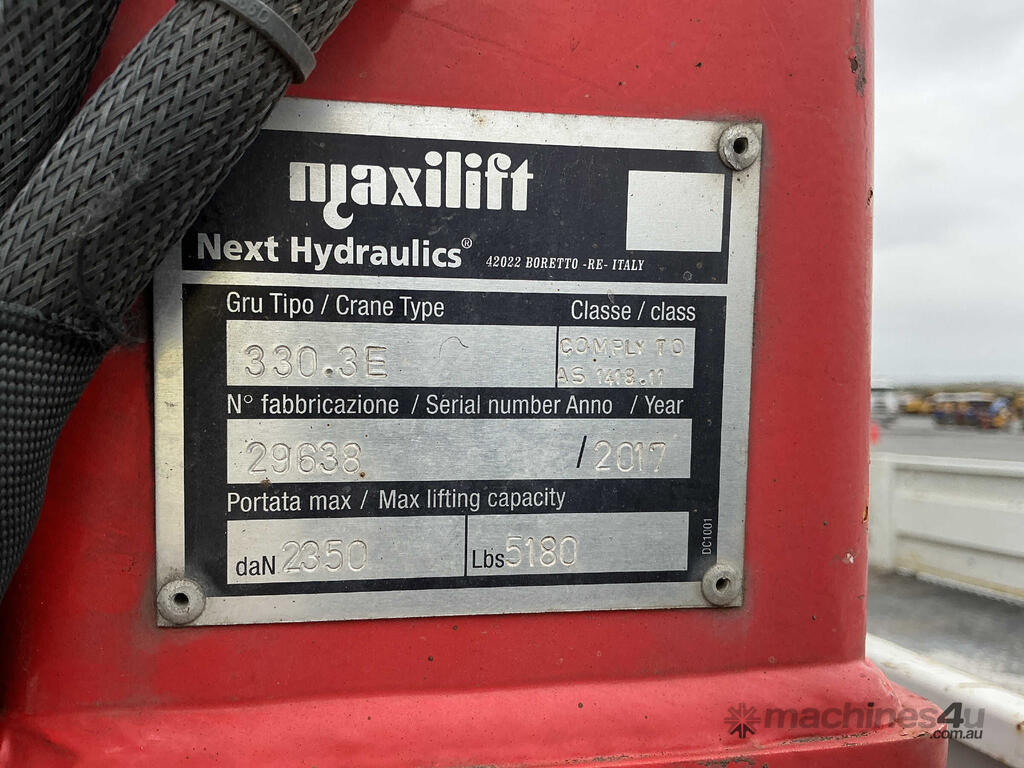 maxilift
Next Hydraulics® 42022 BORETTO -RE- ITALY
Gru Tipo / Crane Type Classe / class
330.3E COMPLY TO
AS 1418.11
N° fabbricazione / Serial number Anno / Year
29638 / 2017
Portata max / Max lifting capacity
daN 2350 Lbs 5180
DC1001
machines4u
.com.au